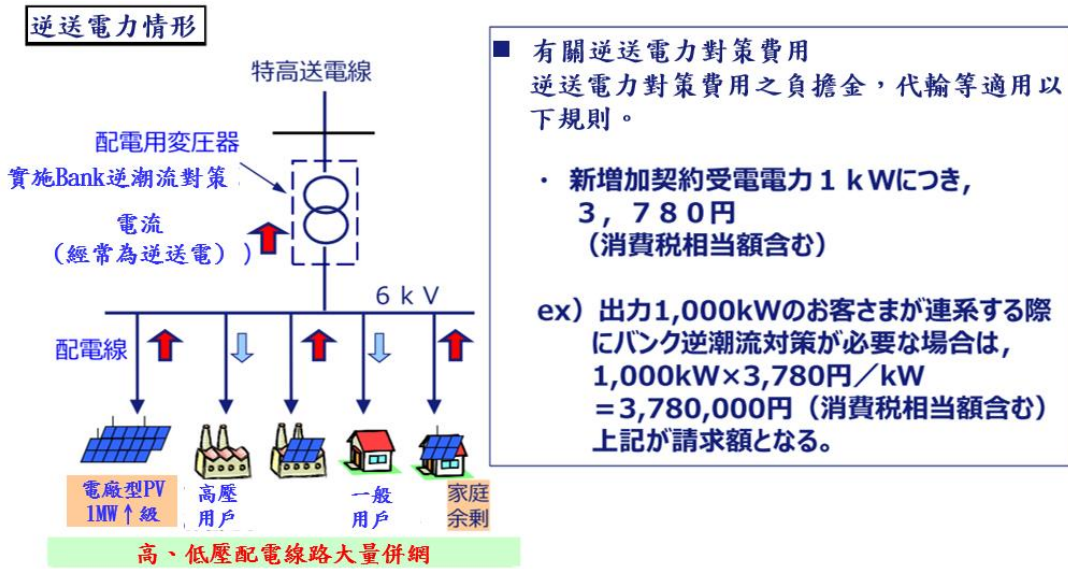 逆送電力情形
特高送電線
配電用変圧器
實施Bank逆潮流對策
電流
(經常為逆送電) )
6kV
配電線
電廠型PV
1MW↑級
高壓
用戶
一般
用戶
家庭
余剰
高、低壓配電線路大量併網
■ 有關逆送電力對策費用
逆送電力對策費用之負擔金，代輸等適用以
下規則。
・ 新增加契約受電電力１ｋWにつき，
３，７８０円
（消費税相当額含む）
ex）出力1,000kWのお客さまが連系する際
にバンク逆潮流対策が必要な場合は，
1,000kW×3,780円／kW
＝3,780,000円（消費税相当額含む）
上記が請求額となる。